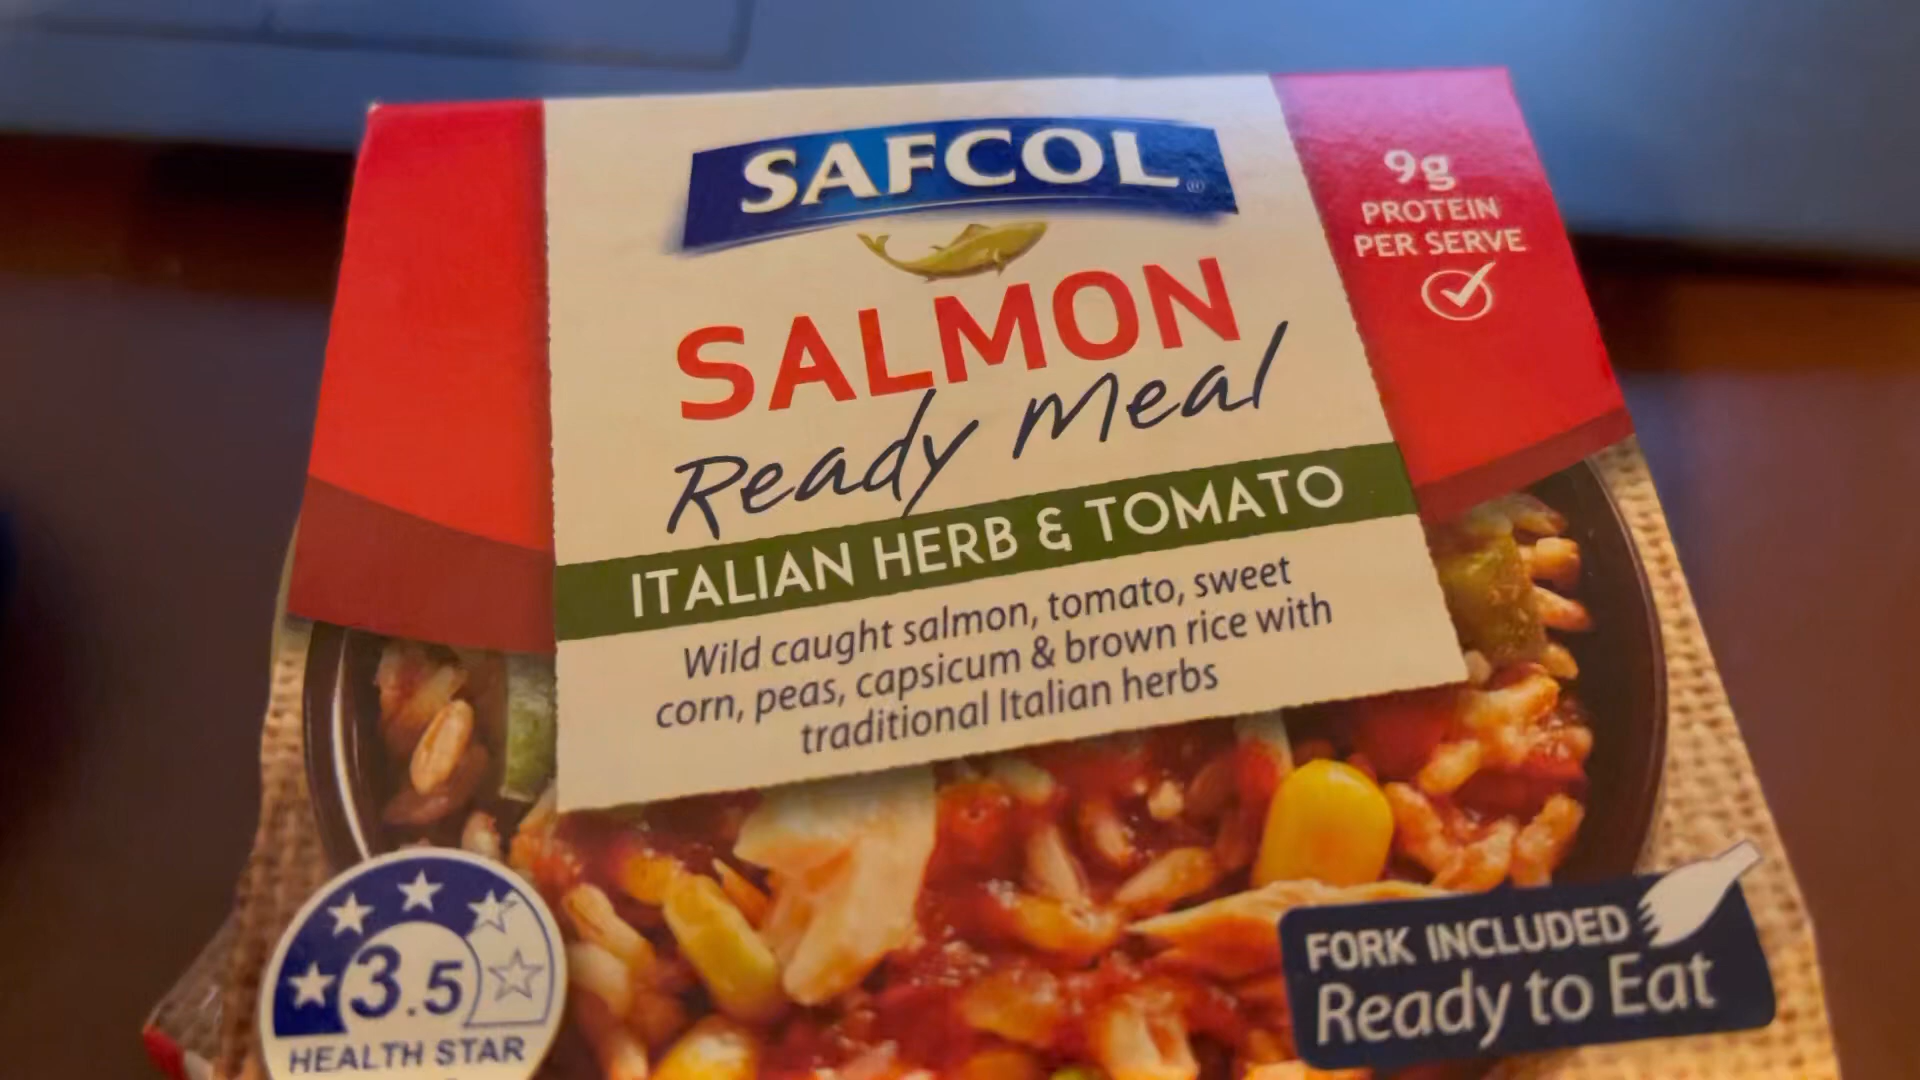 SAFCOL®
9g
PROTEIN
PER SERVE
SALMON
Ready Meal
ITALIAN HERB & TOMATO
Wild caught salmon, tomato, sweet
corn, peas, capsicum & brown rice with
traditional Italian herbs
3.5
HEALTH STAR
FORK INCLUDED
Ready to Eat